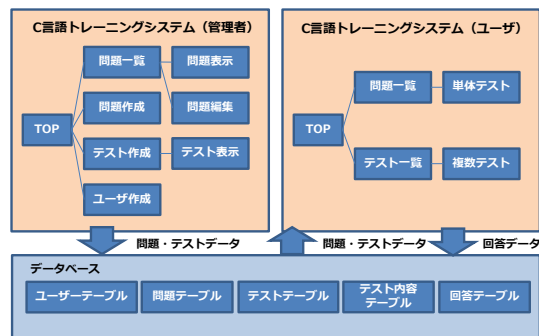 C言語トレーニングシステム（管理者）
問題一覧
問題表示
問題作成
問題編集
TOP
テスト作成
テスト表示
ユーザ作成
C言語トレーニングシステム（ユーザ）
問題一覧
単体テスト
TOP
テスト一覧
複数テスト
問題・テストデータ
問題・テストデータ
回答データ
データベース
ユーザーテーブル
問題テーブル
テストテーブル
テスト内容
テーブル
回答テーブル